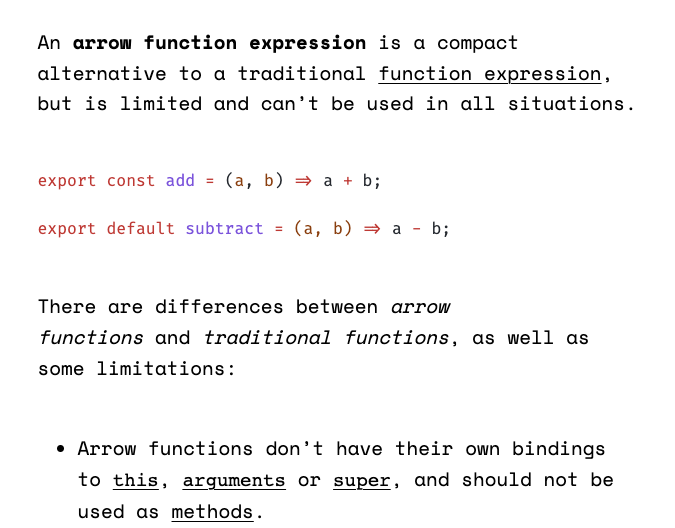 An arrow function expression is a compact
alternative to a traditional function expression,
but is limited and can’t be used in all situations.
export const add = (a, b) => a + b;
export default subtract = (a, b) => a - b;
There are differences between arrow
functions and traditional functions, as well as
some limitations:
• Arrow functions don’t have their own bindings
to this, arguments or super, and should not be
used as methods.